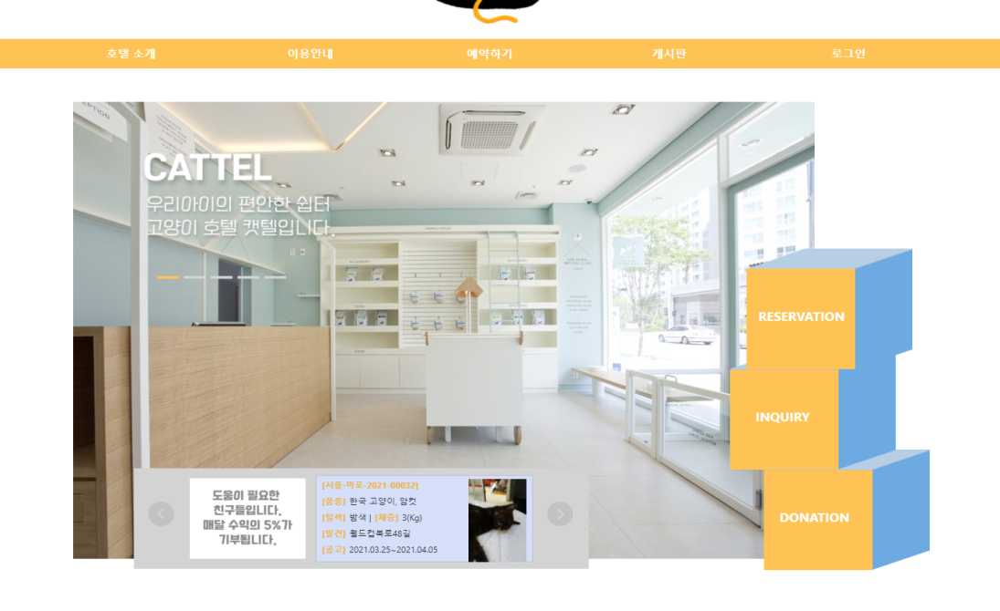 호텔 소개
이용안내
예약하기
게시판
로그인
CATTEL
우리아이의 편안한 쉼터
고양이 호텔 캣텔입니다.
RESERVATION
INQUIRY
DONATION
도움이 필요한
친구들입니다.
매달 수익의 5%가
기부됩니다.
[서울-마포-2021-00032]
[품종] 한국 고양이, 암컷
[털색] 밤색 | [체중] 3(Kg)
[발견] 월드컵북로48길
[공고] 2021.03.25~2021.04.05